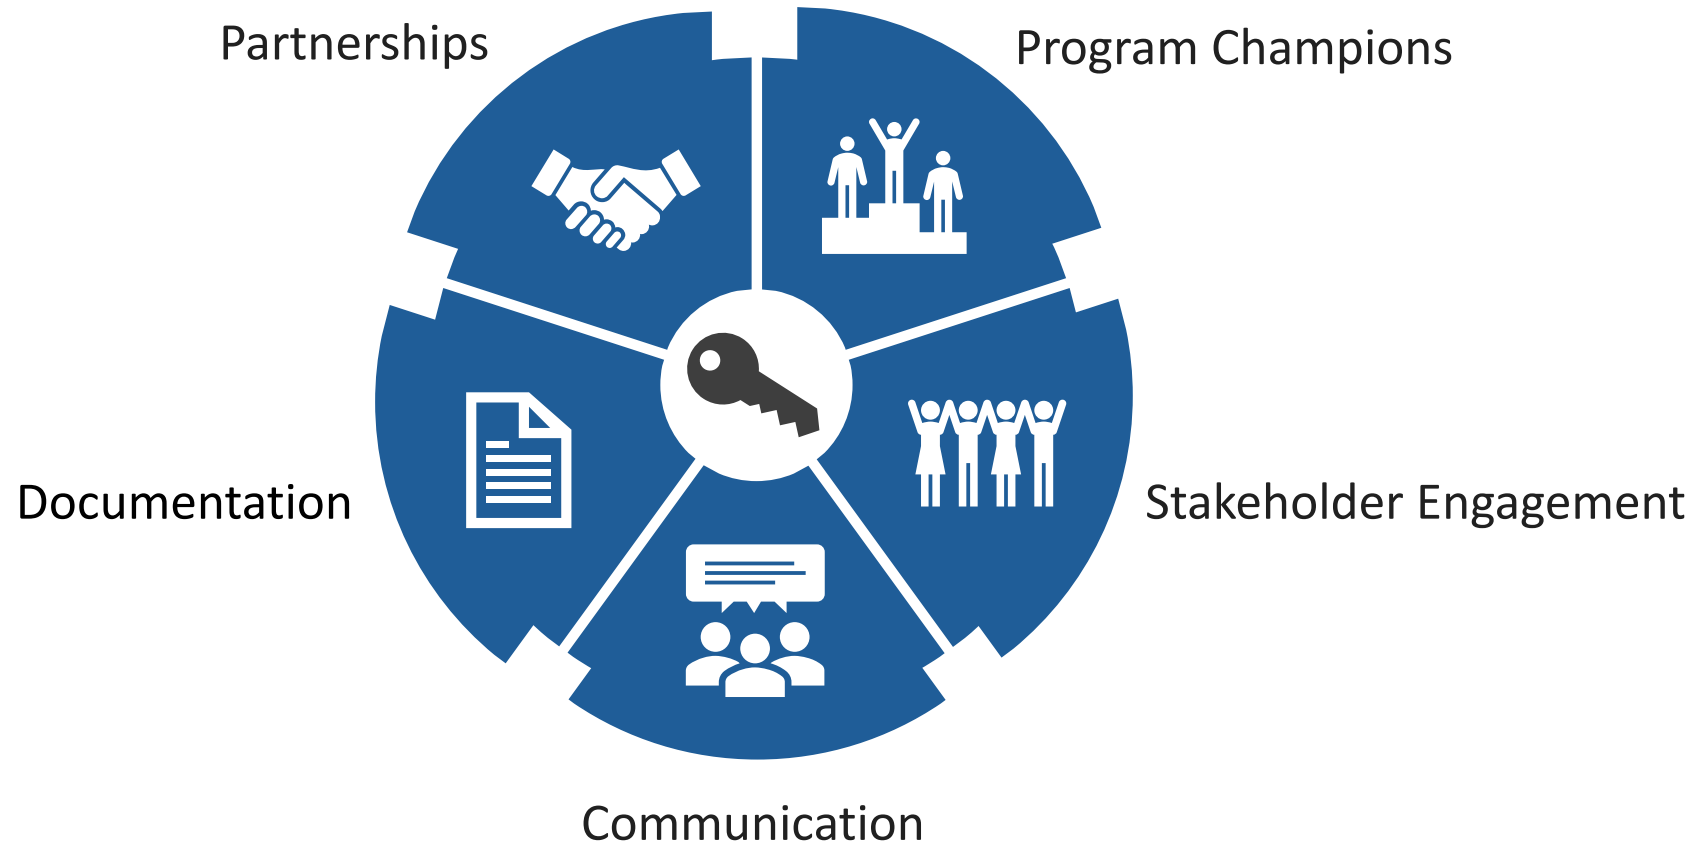 Partnerships
Program Champions
Documentation
Stakeholder Engagement
Communication